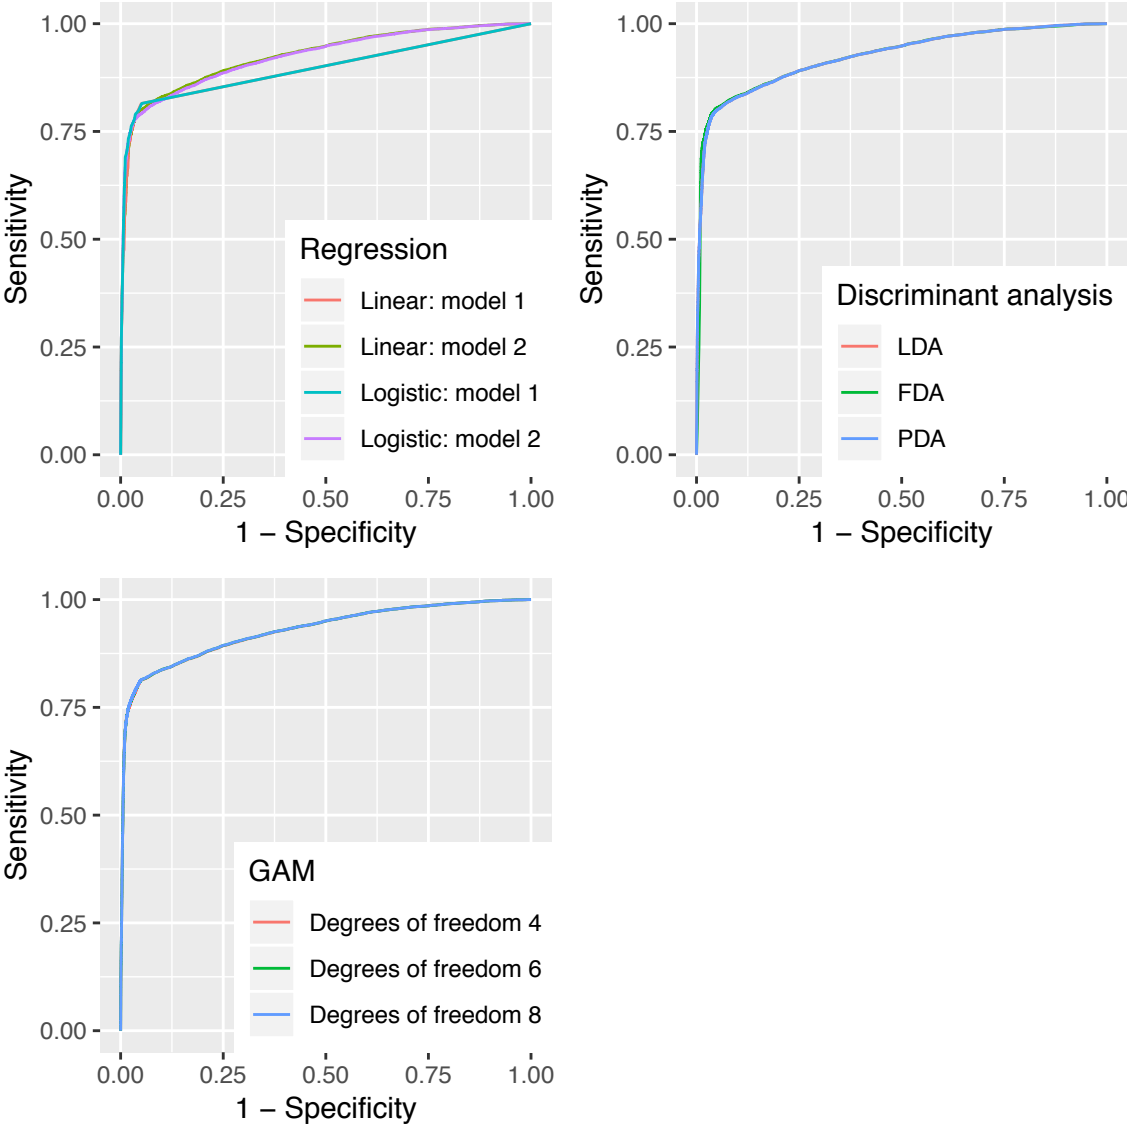 1.00
0.75
0.50
0.25
0.00
Sensitivity
Regression
Linear: model 1
Linear: model 2
Logistic: model 1
Logistic: model 2
0.00 0.25 0.50 0.75 1.00
1 − Specificity
1.00
0.75
0.50
0.25
0.00
Sensitivity
Discriminant analysis
LDA
FDA
PDA
0.00 0.25 0.50 0.75 1.00
1 − Specificity
1.00
0.75
0.50
0.25
0.00
Sensitivity
GAM
Degrees of freedom 4
Degrees of freedom 6
Degrees of freedom 8
0.00 0.25 0.50 0.75 1.00
1 − Specificity